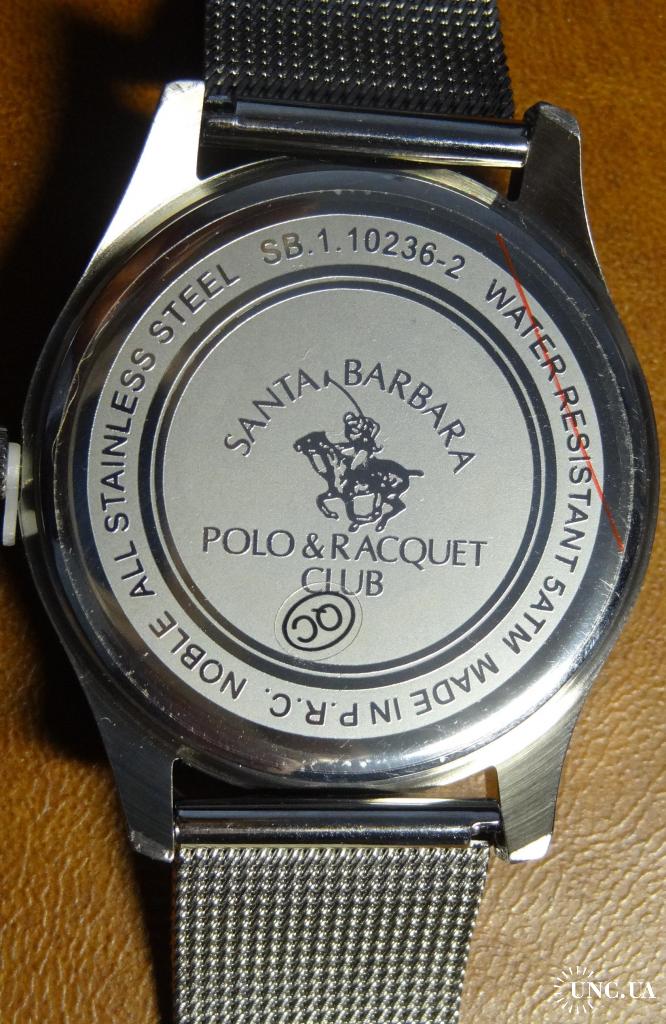 SB.1.10236-2 WATER RESISTANT 5ATM MADE IN P.R.C. NOBLE ALL STAINLESS STEEL
SANTA BARBARA
POLO & RACQUET
CLUB
QC
UNC.UA